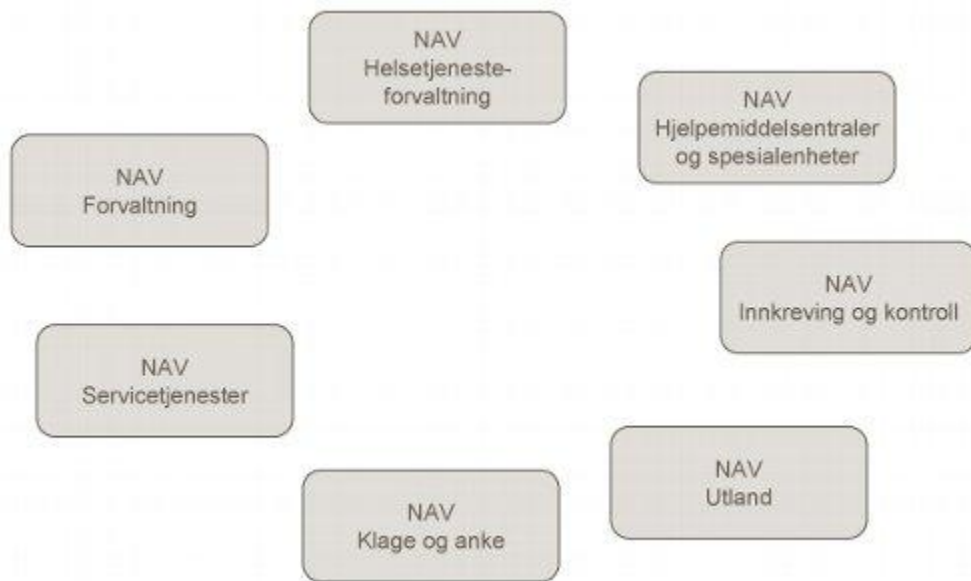 NAV
Helsetjeneste-
forvaltning
NAV
Hjelpemiddelsentraler
og spesialenheter
NAV
Forvaltning
NAV
Innkreving og kontroll
NAV
Servicetjenester
NAV
Utland
NAV
Klage og anke